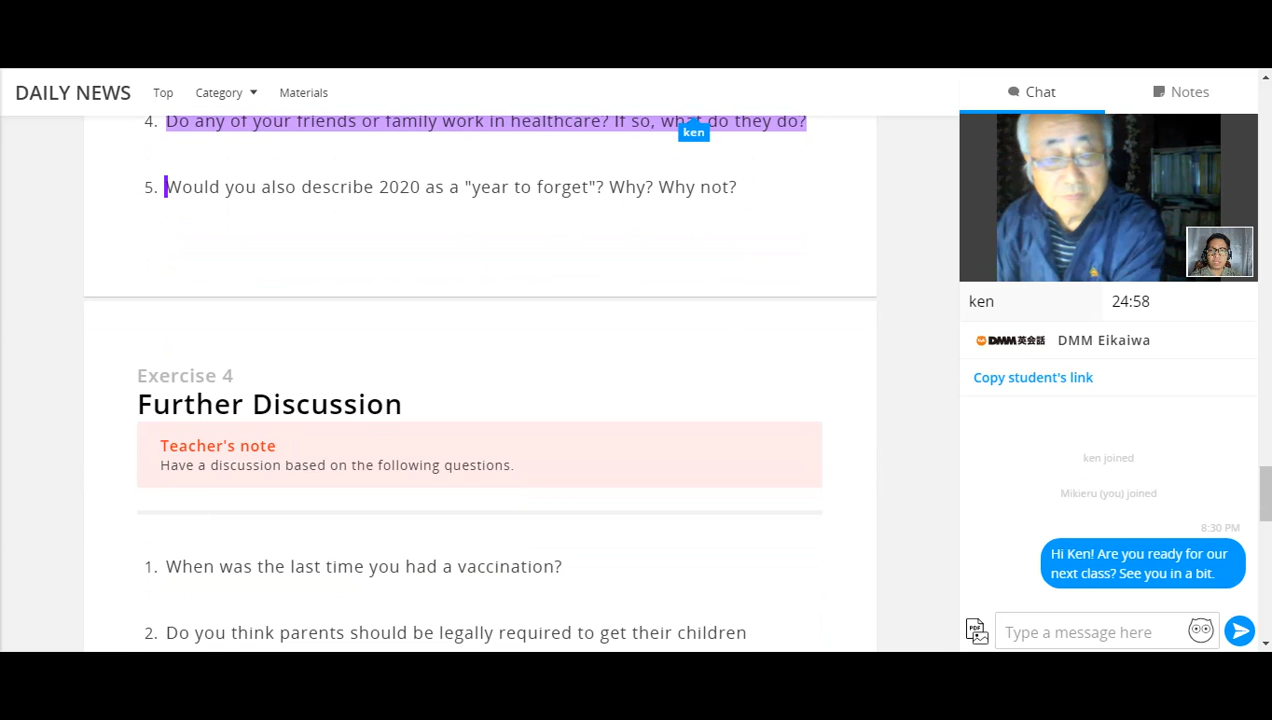 DAILY NEWS Top Category Materials
Chat Notes
4. Do any of your friends or family work in healthcare? If so, what do they do?
ken
5. Would you also describe 2020 as a "year to forget"? Why? Why not?
Exercise 4
Further Discussion
Teacher's note
Have a discussion based on the following questions.
1. When was the last time you had a vaccination?
2. Do you think parents should be legally required to get their children
ken 24:58
DMM英会話 DMM Eikaiwa
Copy student's link
ken joined
Mikieru (you) joined
8:30 PM
Hi Ken! Are you ready for our
next class? See you in a bit.
PDF
Type a message here